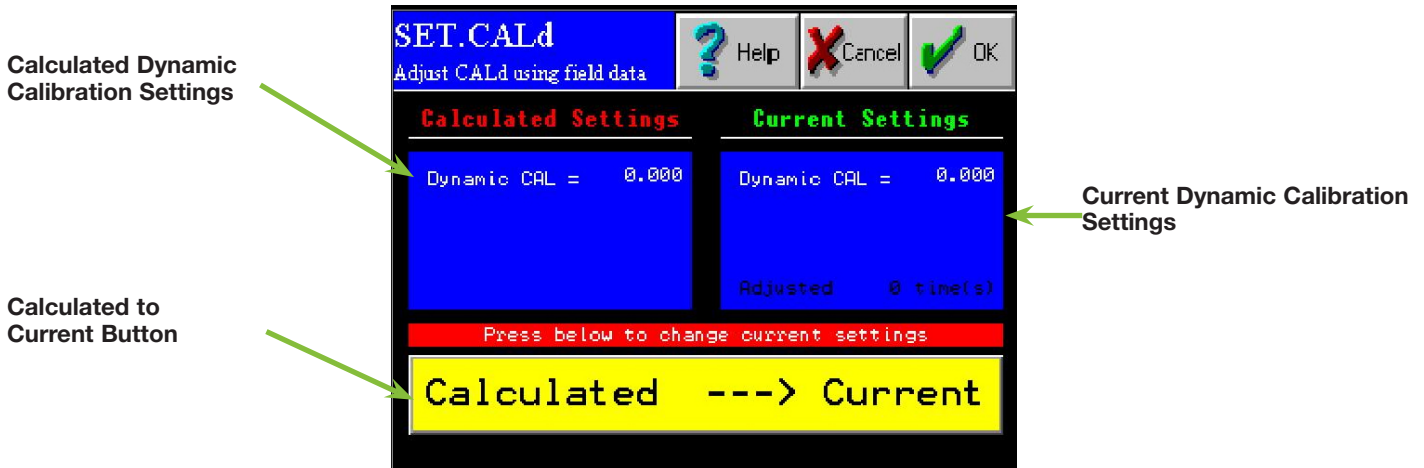 SET.CALd
Adjust CALd using field data
Help
Cancel
OK
Calculated Dynamic
Calibration Settings
Calculated Settings
Current Settings
Dynamic CAL = 0.000
Dynamic CAL = 0.000
Current Dynamic Calibration
Settings
Adjusted 0 time(s)
Calculated to
Current Button
Press below to change current settings
Calculated ---> Current